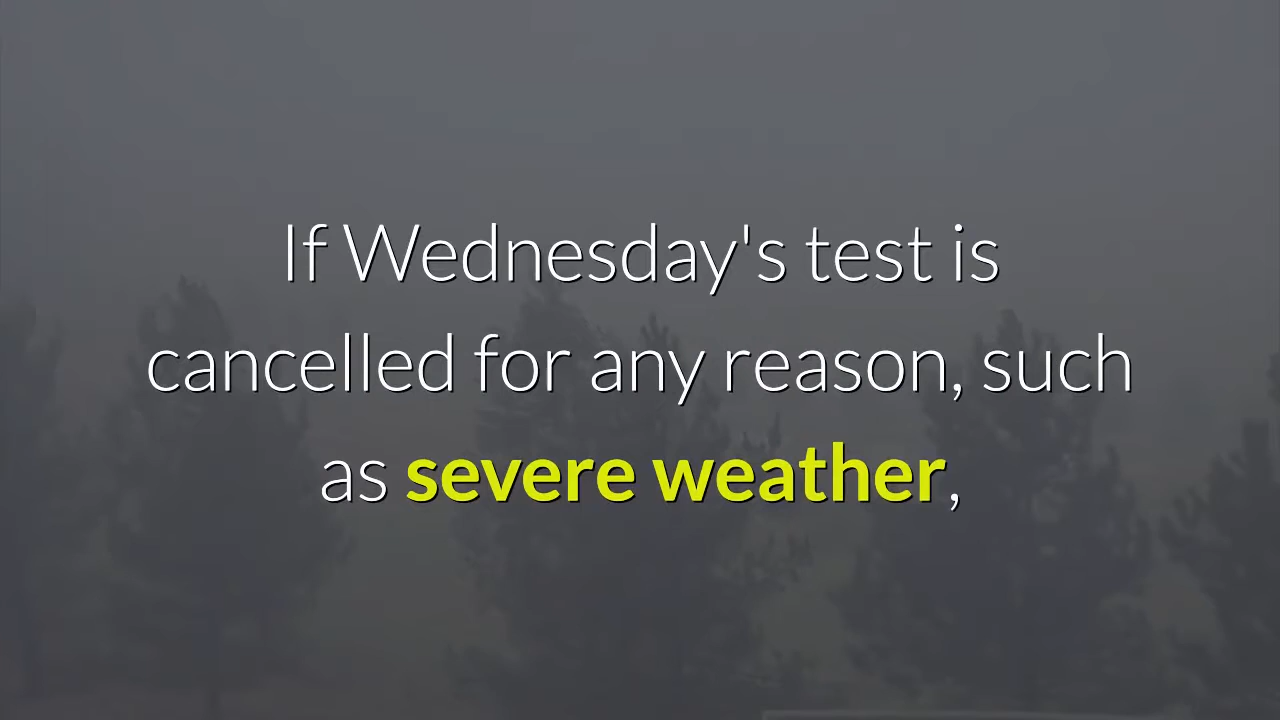 If Wednesday's test is
cancelled for any reason, such
as severe weather,